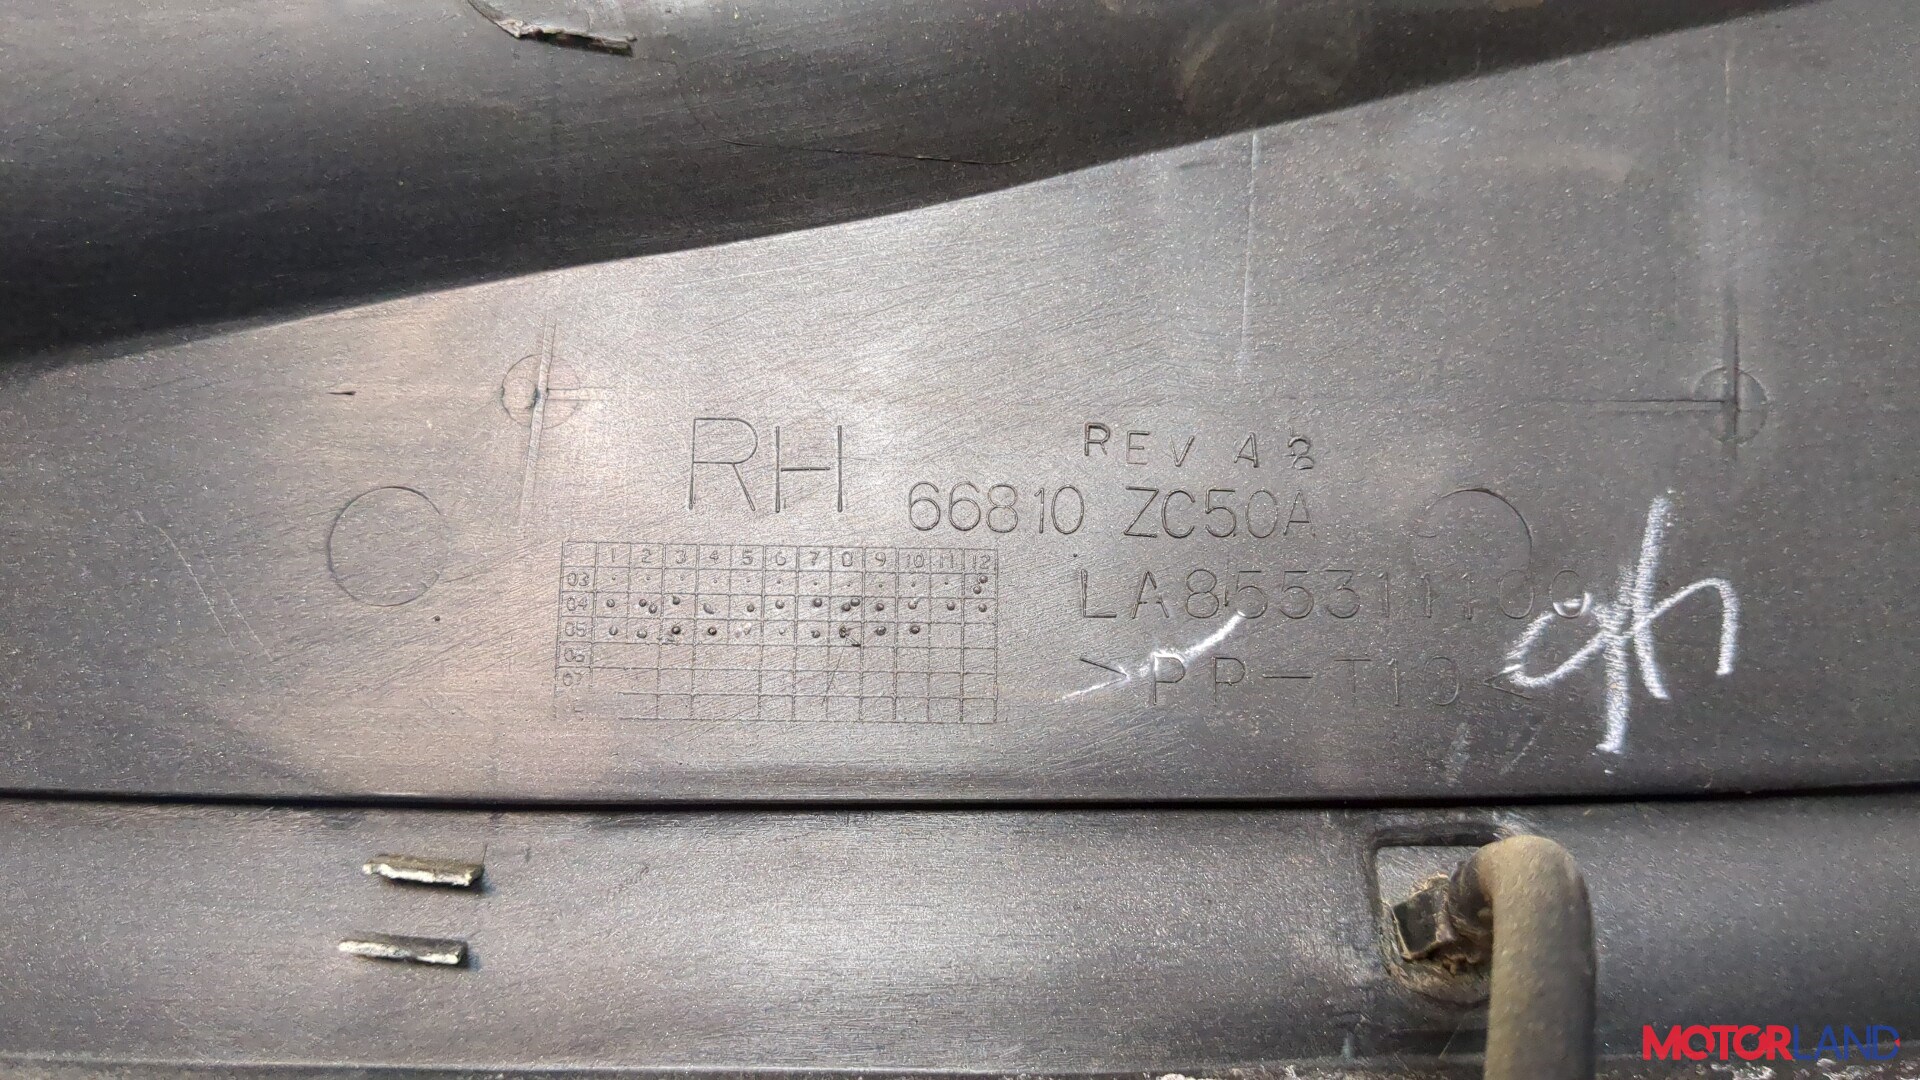 RH
REV A
66810 ZC50A
1 2 3 4 5 6 7 8 9 10 11 12
03
04
05
06
07
>PP-T10<
MOTORLAND